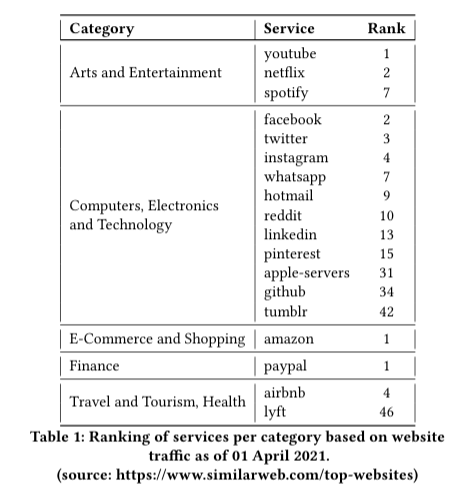 Category Service Rank
Arts and Entertainment
youtube 1
netflix 2
spotify 7
Computers, Electronics
and Technology
facebook 2
twitter 3
instagram 4
whatsapp 7
hotmail 9
reddit 10
linkedin 13
pinterest 15
apple-servers 31
github 34
tumblr 42
E-Commerce and Shopping amazon 1
Finance paypal 1
Travel and Tourism, Health
airbnb 4
lyft 46
Table 1: Ranking of services per category based on website
traffic as of 01 April 2021.
(source: https://www.similarweb.com/top-websites)